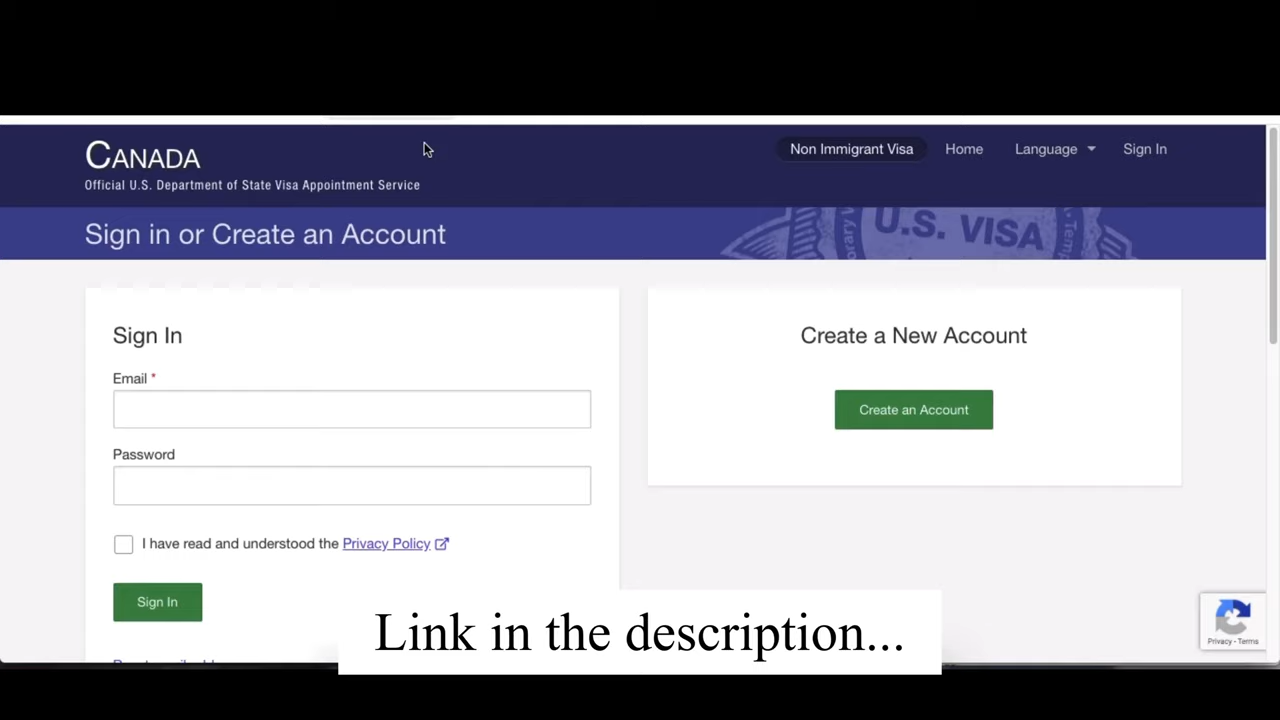 CANADA
Official U.S. Department of State Visa Appointment Service
Non Immigrant Visa
Home
Language
Sign In
Sign in or Create an Account
U.S. VISA
Sign In
Email *
Password
I have read and understood the Privacy Policy
Sign In
Create a New Account
Create an Account
Privacy - Terms
Link in the description...